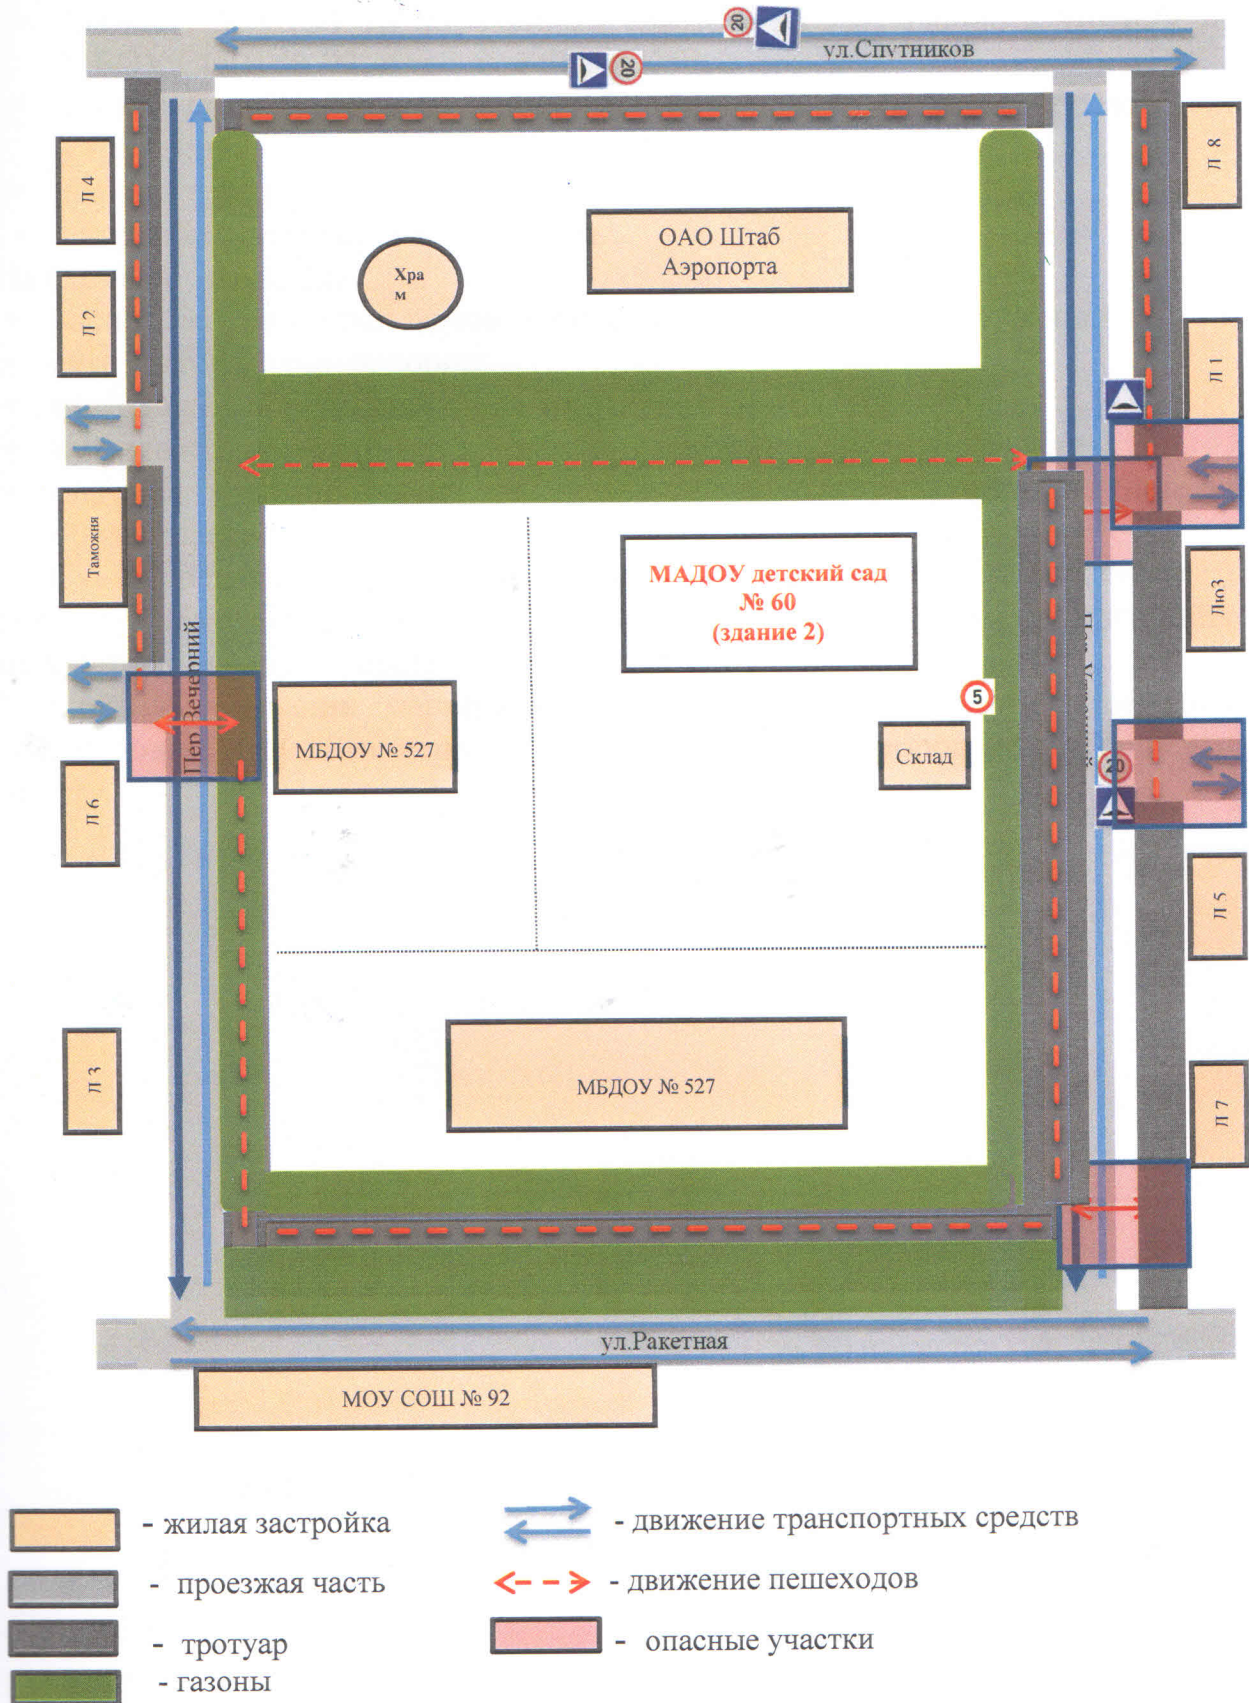 20
ул.Спутников
20
Л 8
Л 4
ОАО Штаб
Аэропорта
Хра
м
Л 2
Л 1
Таможня
МАДОУ детский сад
№ 60
(здание 2)
Лю3
Пер Вечерний
5
МБДОУ № 527
Склад
20
Л 6
Л 5
Л 3
МБДОУ № 527
Л 7
ул.Ракетная
МОУ СОШ № 92
- жилая застройка
- движение транспортных средств
- проезжая часть
- движение пешеходов
- тротуар
- опасные участки
- газоны